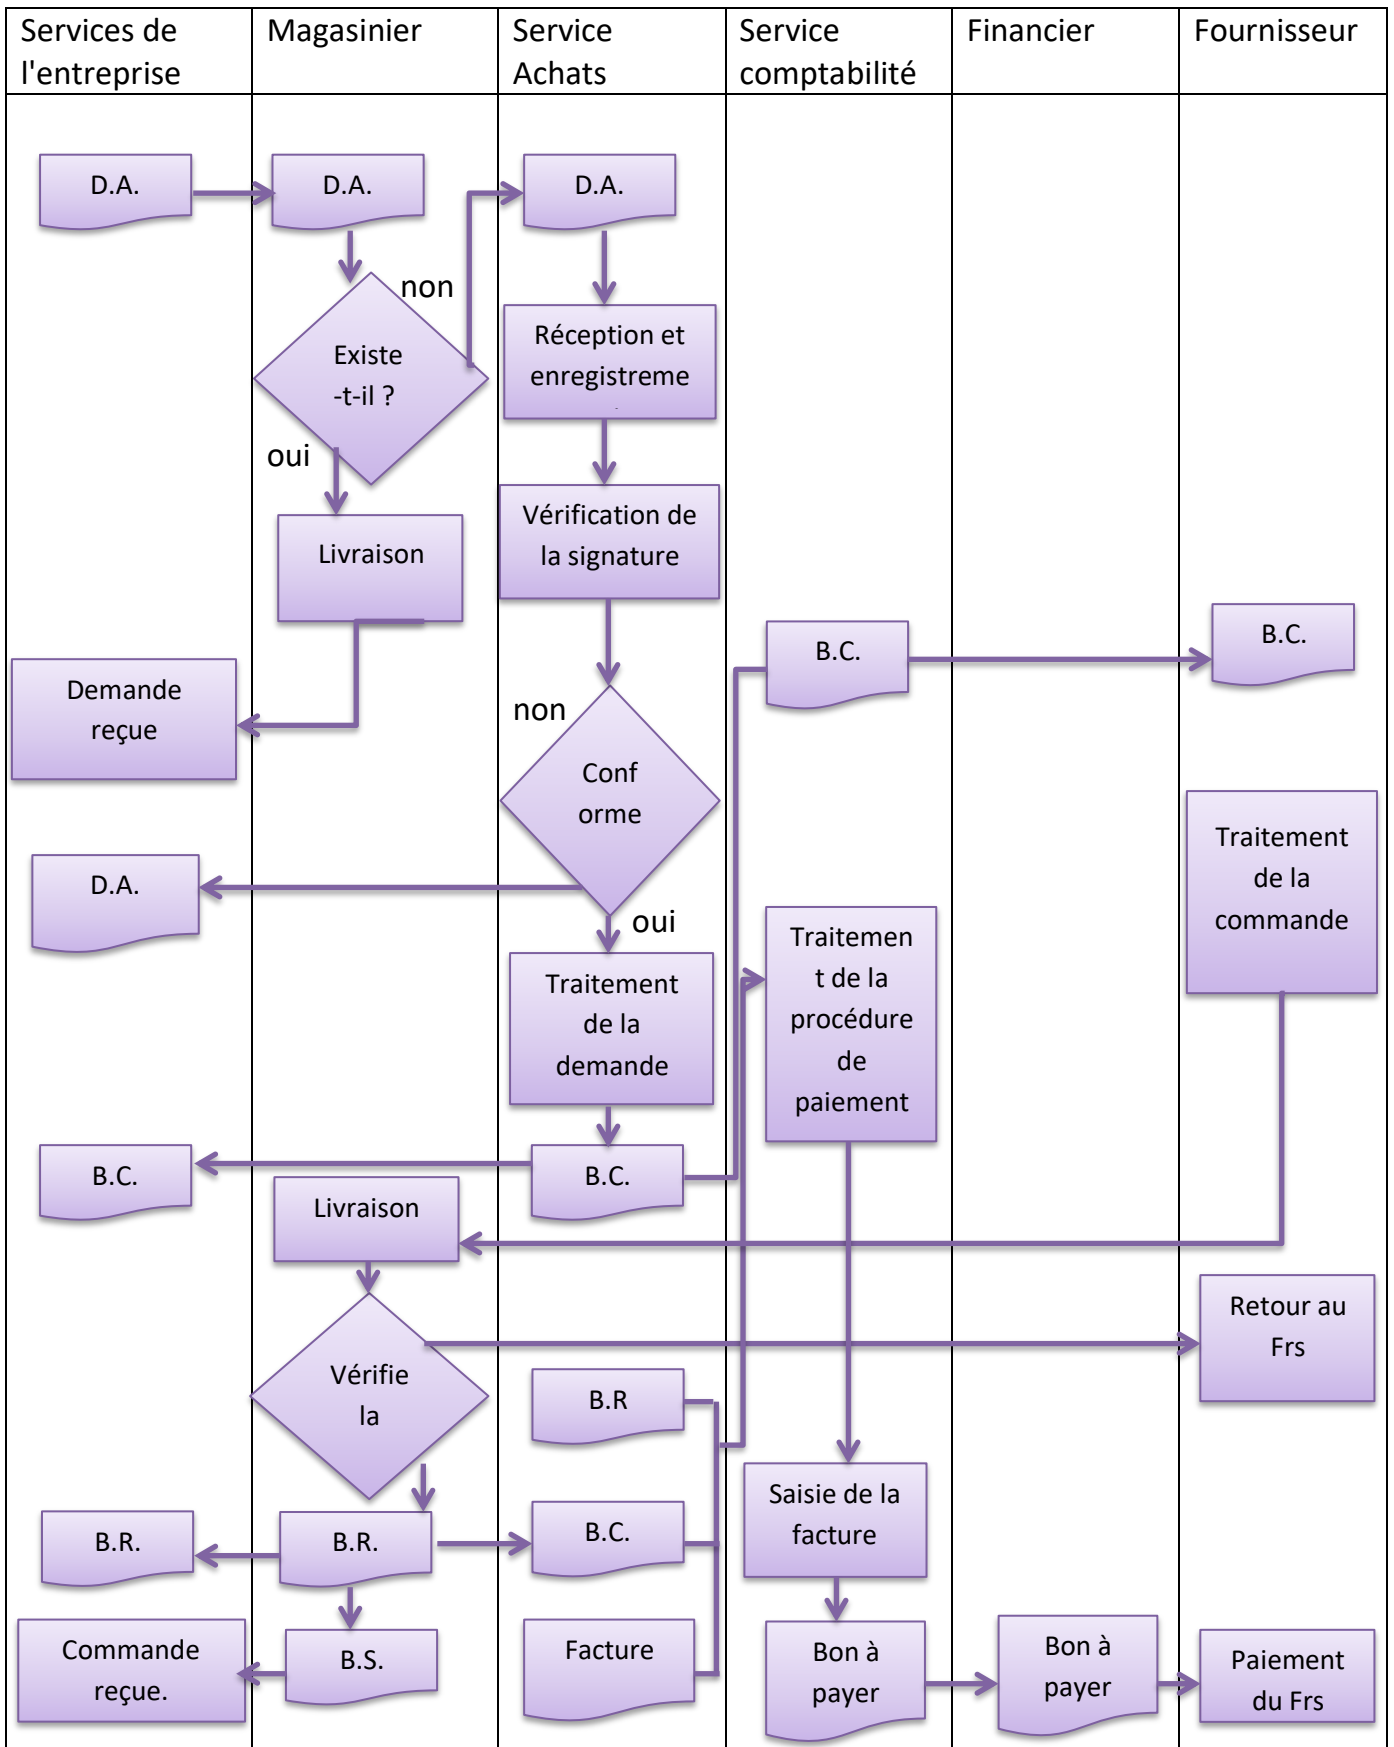 Services de
l'entreprise
Magasinier
Service
Achats
Service
comptabilité
Financier
Fournisseur
D.A.
D.A.
D.A.
non
Existe
-t-il ?
oui
Réception et
enregistreme
Livraison
Vérification de
la signature
B.C.
B.C.
Demande
reçue
non
Conf
orme
Traitement
de la
commande
D.A.
oui
Traitemen
t de la
procédure
de
paiement
Traitement
de la
demande
B.C.
B.C.
Livraison
Retour au
Frs
Vérifie
la
B.R
Saisie de la
facture
B.R.
B.R.
B.C.
Commande
reçue.
B.S.
Facture
Bon à
payer
Bon à
payer
Paiement
du Frs